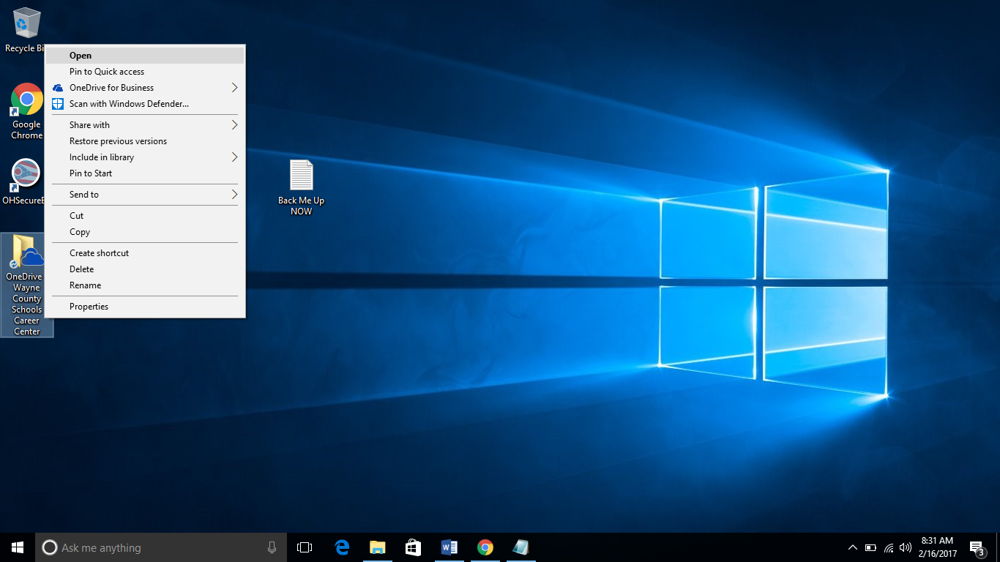 Recycle Bi
Google
Chrome
OHSecureB
OneDrive
Wayne
County
Schools
Career
Center
Open
Pin to Quick access
OneDrive for Business
Scan with Windows Defender...
Share with
Restore previous versions
Include in library
Pin to Start
Send to
Cut
Copy
Create shortcut
Delete
Rename
Properties
Back Me Up
NOW
Ask me anything
8:31 AM
2/16/2017
3